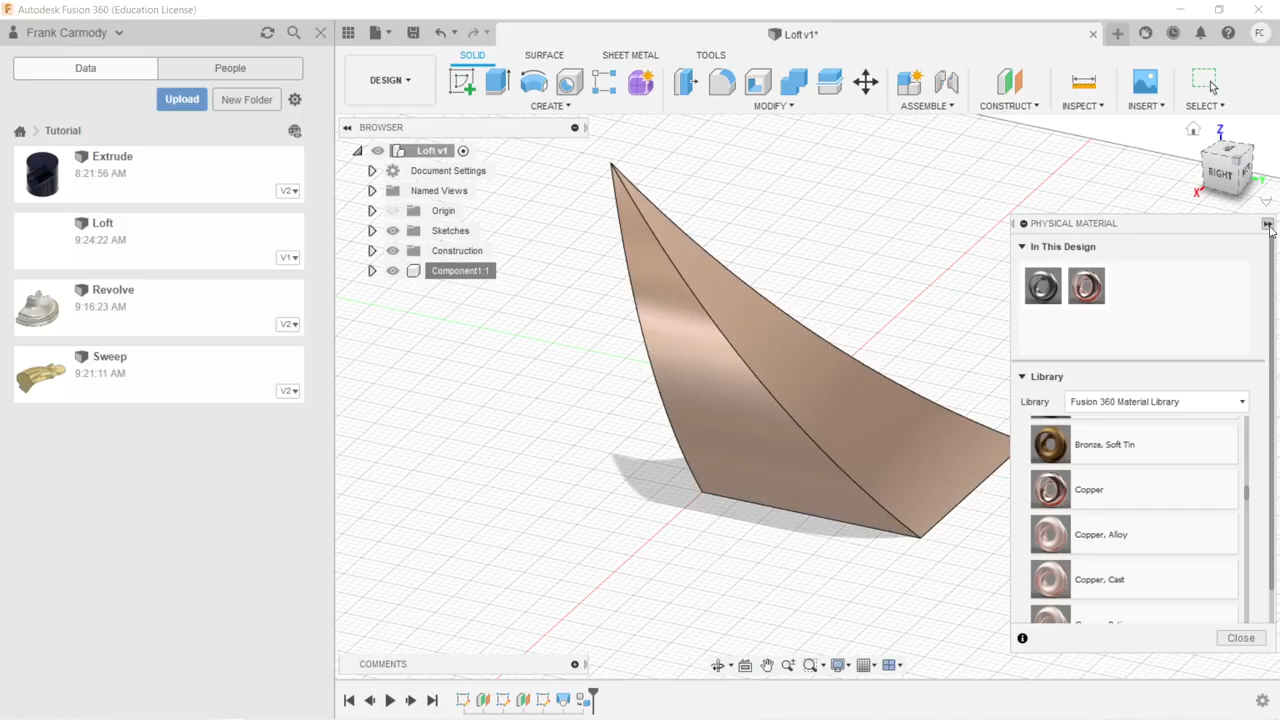 Autodesk Fusion 360 (Education License)
Frank Carmody
Loft v1*
FC
Data
People
Upload
New Folder
Tutorial
Extrude
8:21:56 AM
V2
Loft
9:24:22 AM
V1
Revolve
9:16:23 AM
V2
Sweep
9:21:11 AM
V2
SOLID
SURFACE
SHEET METAL
TOOLS
DESIGN
CREATE
MODIFY
ASSEMBLE
CONSTRUCT
INSPECT
INSERT
SELECT
BROWSER
Loft v1
Document Settings
Named Views
Origin
Sketches
Construction
Component1:1
Z
RIGHT
X
Y
PHYSICAL MATERIAL
In This Design
Library
Library
Fusion 360 Material Library
Bronze, Soft Tin
Copper
Copper, Alloy
Copper, Cast
Close
COMMENTS